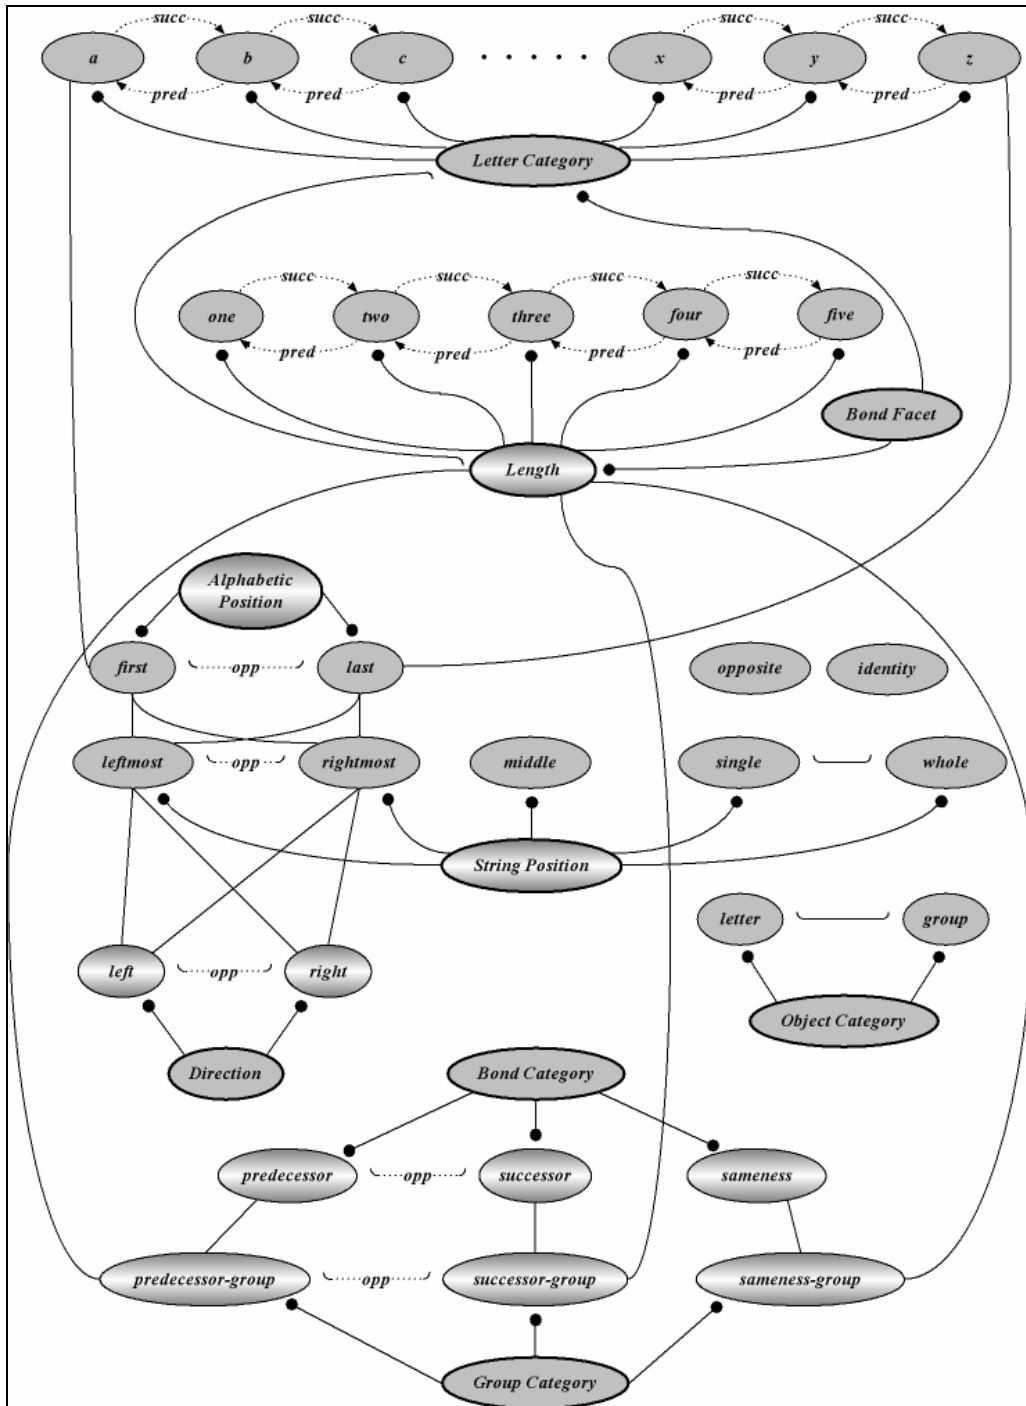 succ succ succ succ
a b c x y z
pred pred pred pred
Letter Category
succ succ succ succ
one two three four five
pred pred pred pred
Bond Facet
Length
Alphabetic
Position
first opp last
opposite identity
leftmost opp rightmost middle single whole
String Position
letter group
left opp right
Object Category
Direction
Bond Category
predecessor opp successor sameness
predecessor-group opp successor-group sameness-group
Group Category